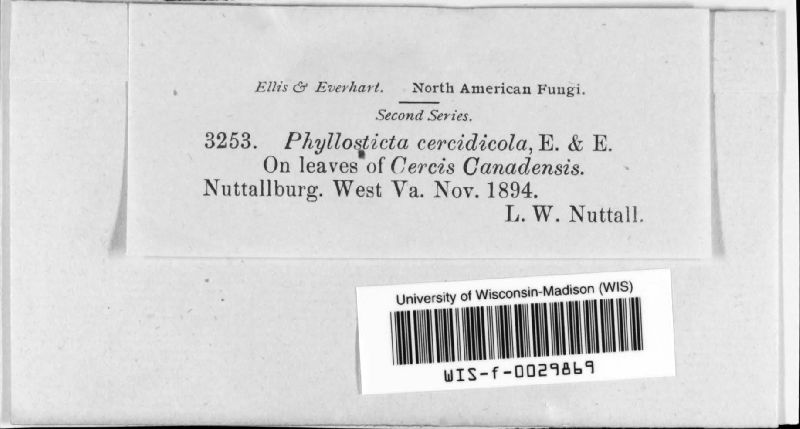 Ellis & Everhart. North American Fungi.
Second Series.
3253. Phyllosticta cercidicola, E. & E.
On leaves of Cercis Canadensis.
Nuttallburg. West Va. Nov. 1894.
L. W. Nuttall.
University of Wisconsin-Madison (WIS)
WIS-f-0029869